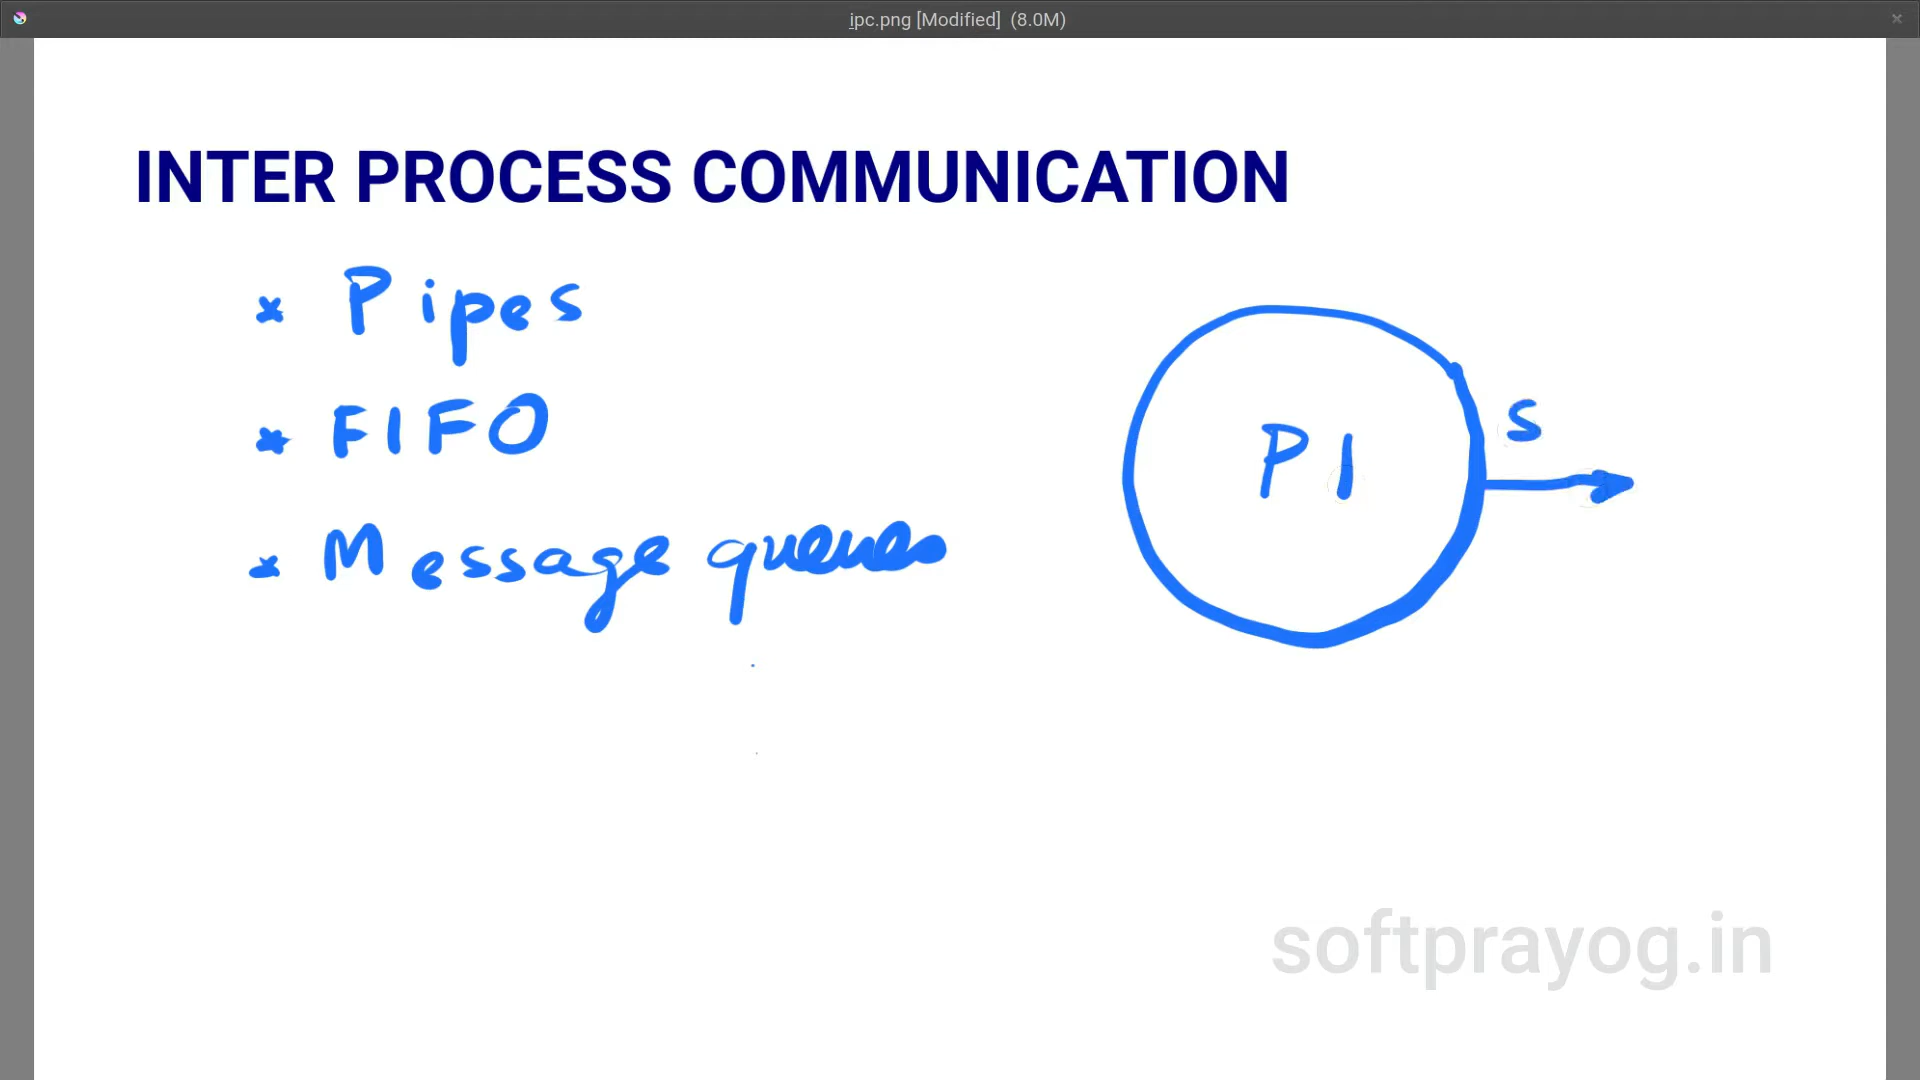 ipc.png [Modified] (8.0M)
INTER PROCESS COMMUNICATION
* Pipes
* FIFO
* Message queues
P1
S
softprayog.in